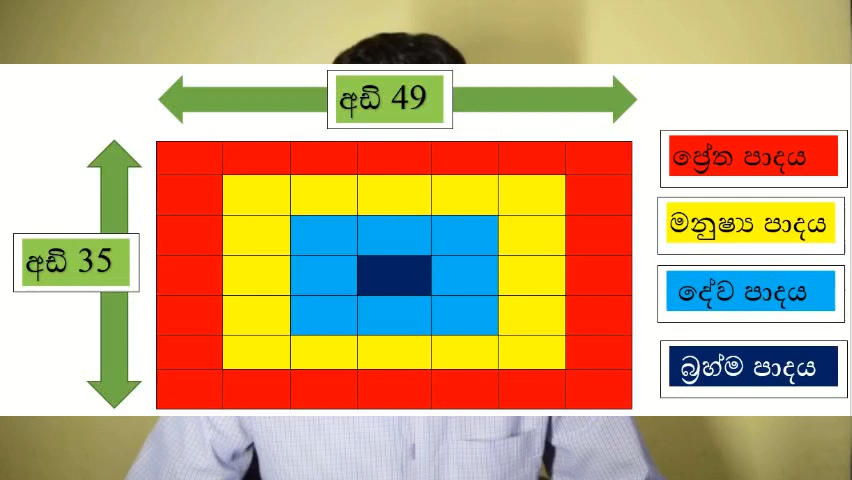 අඩි 49
අඩි 35
ප්‍රේත පාදය
මනුෂ්‍ය පාදය
දේව පාදය
බ්‍රහ්ම පාදය